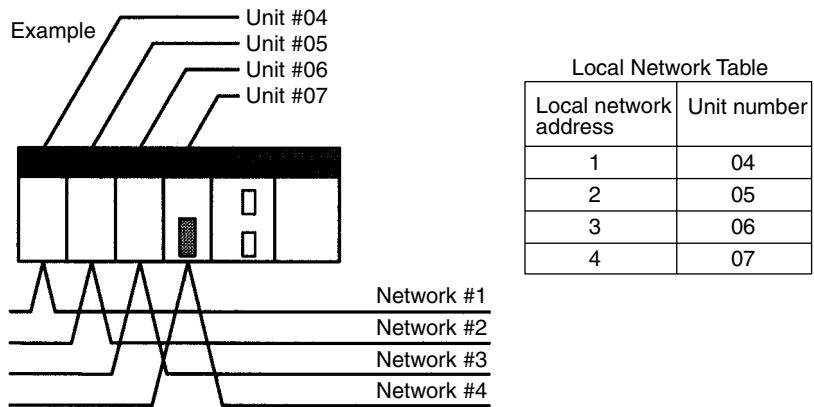 Example
Unit #04
Unit #05
Unit #06
Unit #07
Network #1
Network #2
Network #3
Network #4
Local Network Table
Local network address
Unit number
1 04
2 05
3 06
4 07